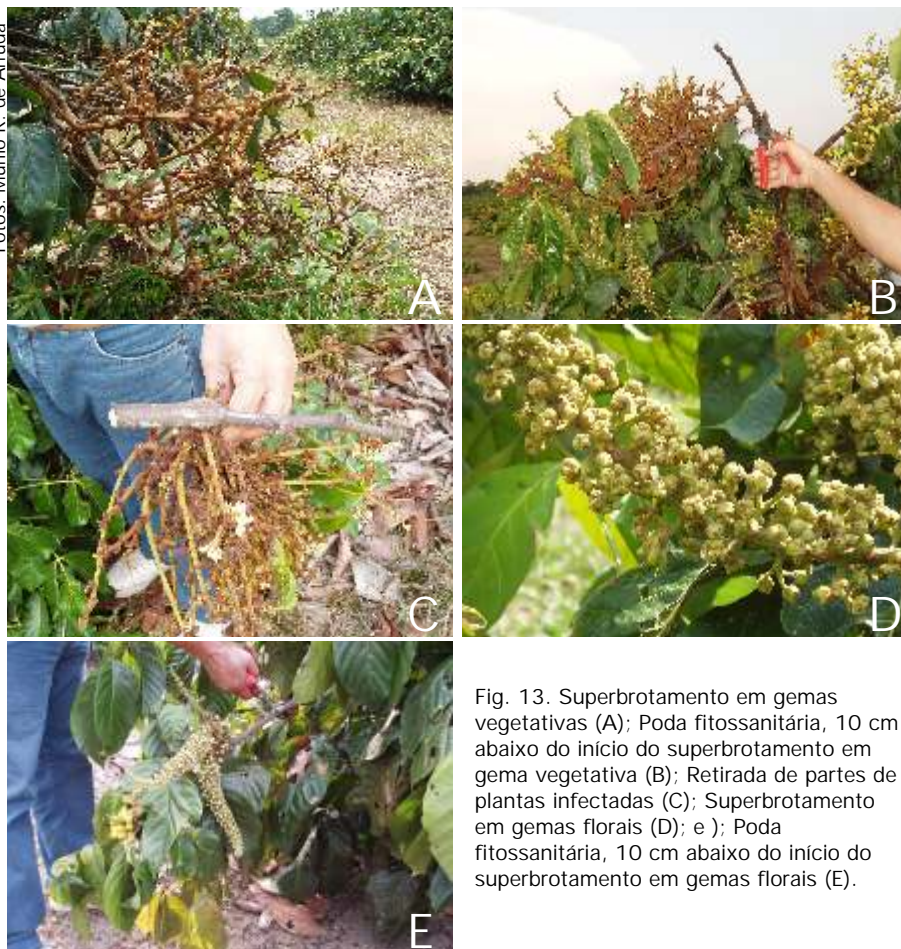 Fotos: Murilo R. de Arruda
A
B
C
D
E
Fig. 13. Superbrotamento em gemas
vegetativas (A); Poda fitossanitária, 10 cm
abaixo do início do superbrotamento em
gema vegetativa (B); Retirada de partes de
plantas infectadas (C); Superbrotamento
em gemas florais (D); e ); Poda
fitossanitária, 10 cm abaixo do início do
superbrotamento em gemas florais (E).